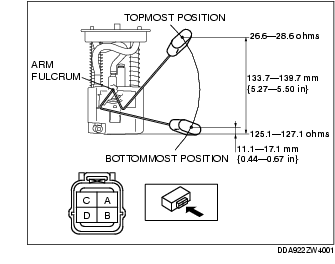 TOPMOST POSITION
26.6—28.6 ohms
ARM
FULCRUM
133.7—139.7 mm
{5.27—5.50 in}
125.1—127.1 ohms
11.1—17.1 mm
{0.44—0.67 in}
BOTTOMMOST POSITION
C A
D B
DDA922ZW4001